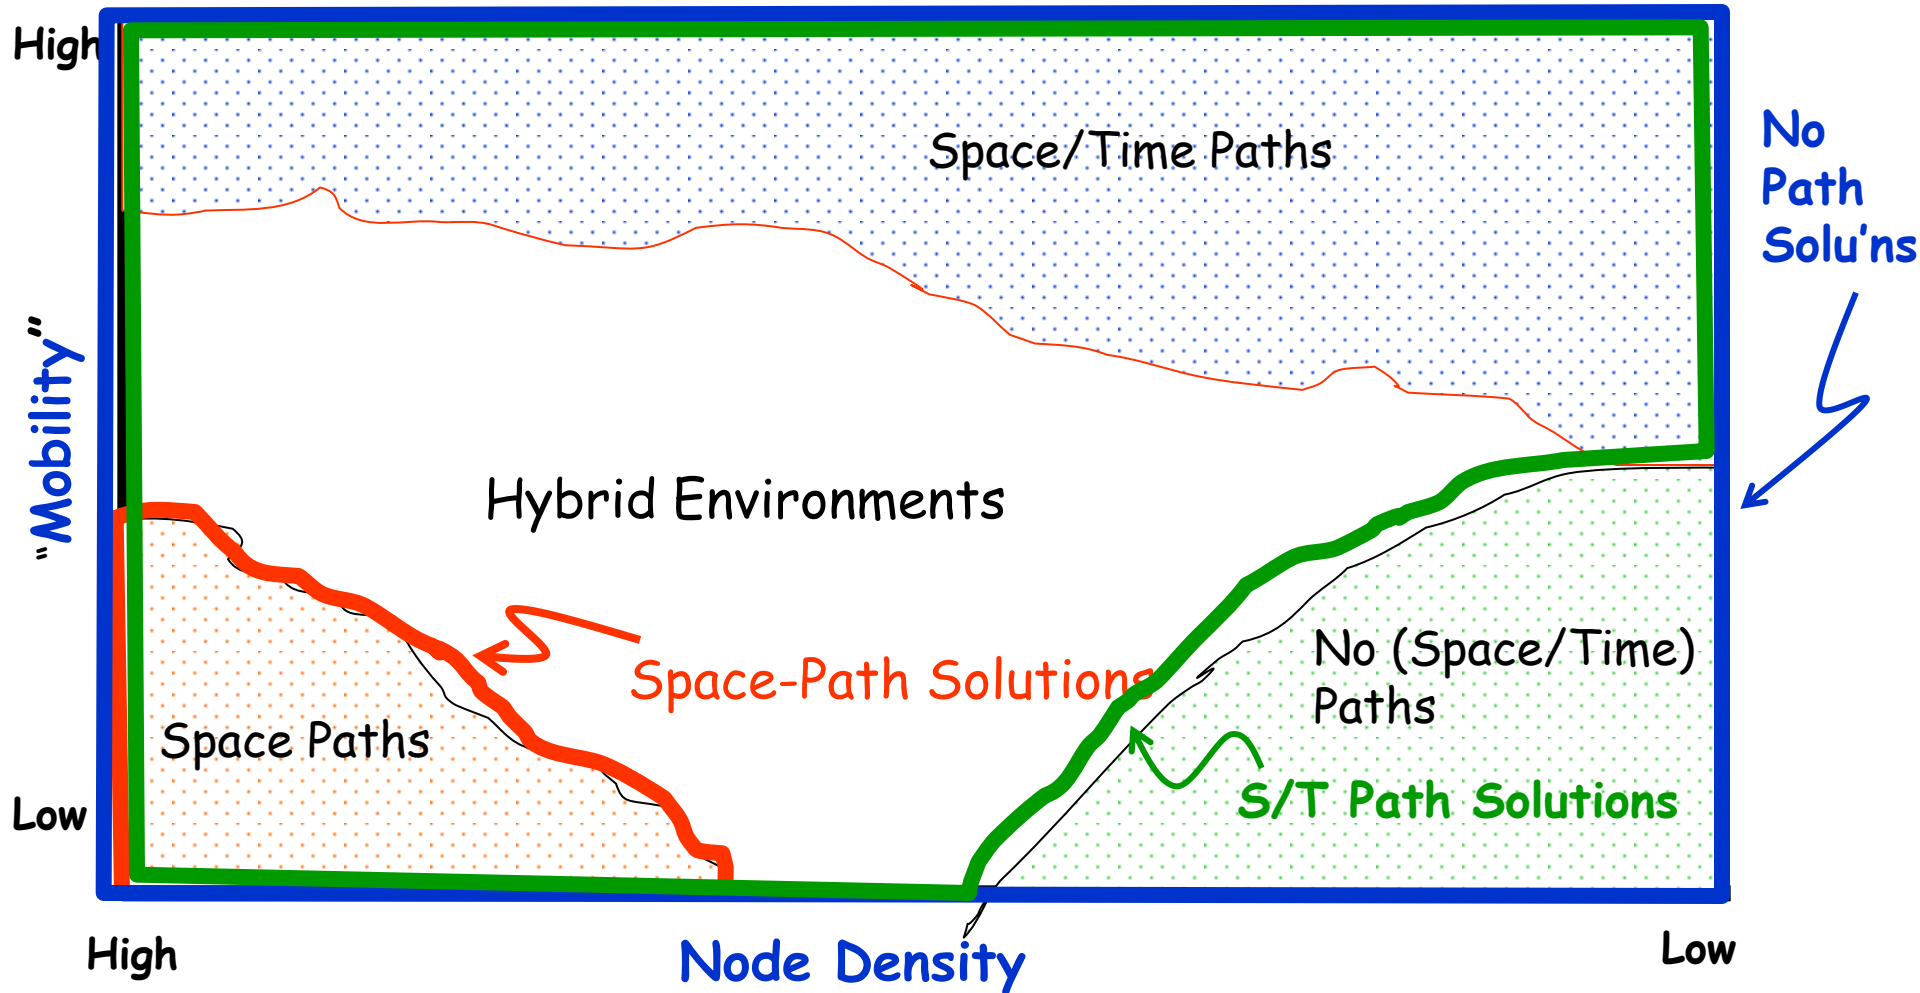 High
Space/Time Paths
No
Path
Solu'ns
"Mobility"
Hybrid Environments
Space-Path Solutions
No (Space/Time)
Paths
Space Paths
S/T Path Solutions
Low
High
Node Density
Low